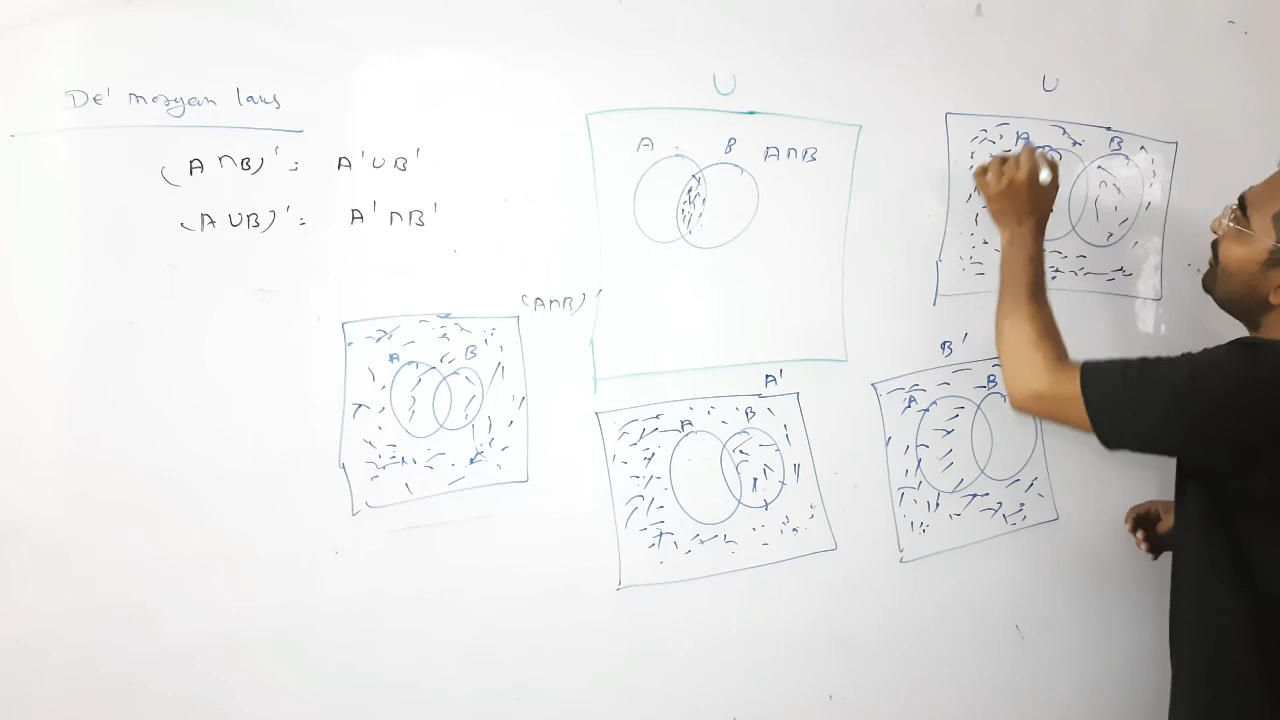 De' morgan laws
(A∩B)' = A'∪B'
(A∪B)' = A'∩B'
U
A B A∩B
U
A B
(A∩B)'
A B
A'
A B
B'
A B